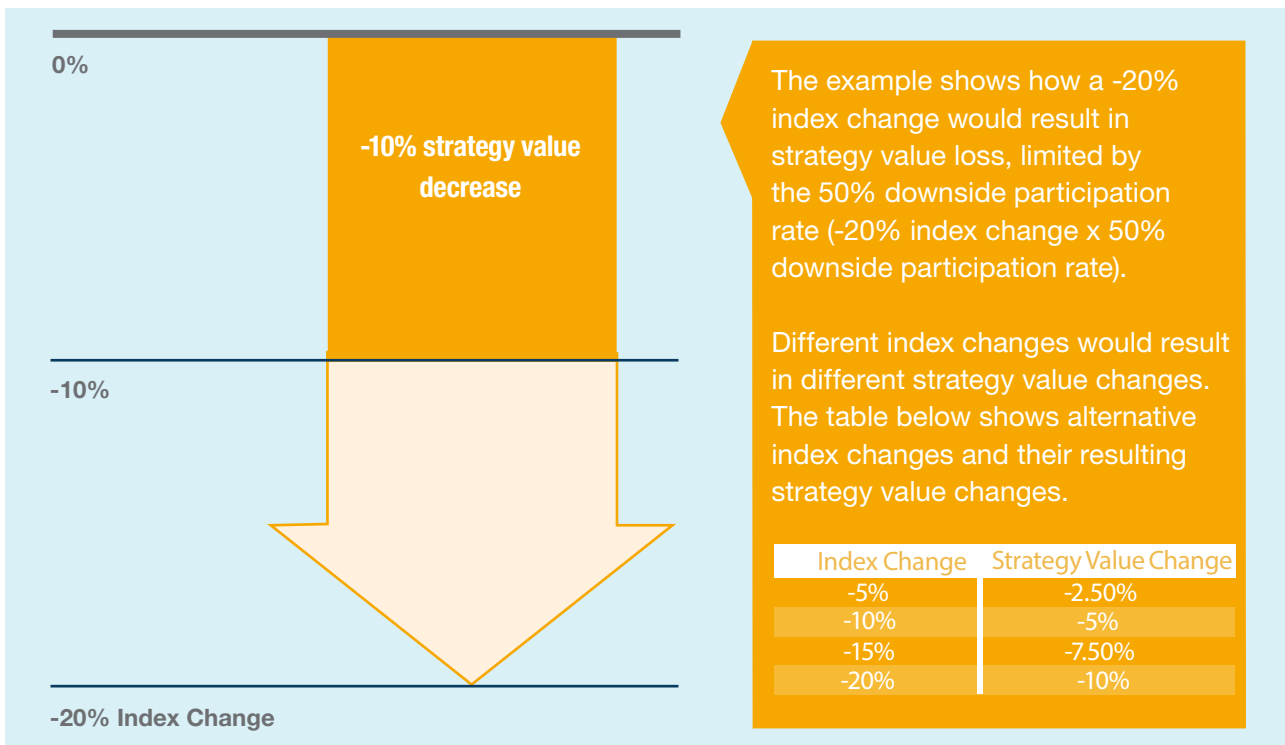 0%
-10% strategy value
decrease
-10%
-20% Index Change
The example shows how a -20%
index change would result in
strategy value loss, limited by
the 50% downside participation
rate (-20% index change x 50%
downside participation rate).
Different index changes would result
in different strategy value changes.
The table below shows alternative
index changes and their resulting
strategy value changes.
Index Change Strategy Value Change
-5% -2.50%
-10% -5%
-15% -7.50%
-20% -10%